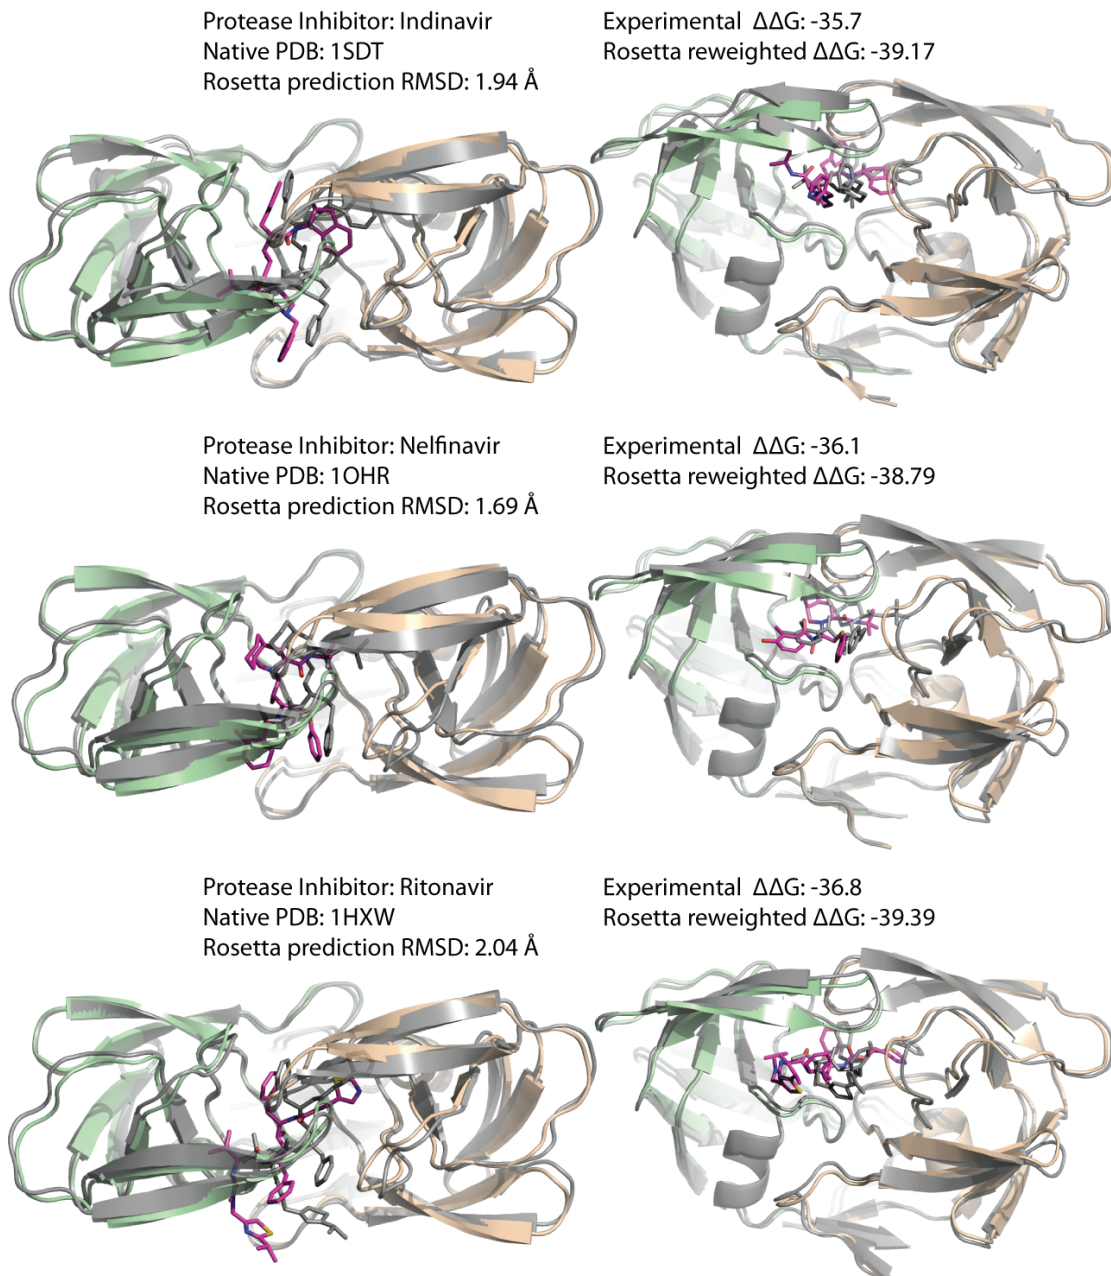 Protease Inhibitor: Indinavir
Native PDB: 1SDT
Rosetta prediction RMSD: 1.94 Å
Experimental ΔΔG: -35.7
Rosetta reweighted ΔΔG: -39.17
Protease Inhibitor: Nelfinavir
Native PDB: 1OHR
Rosetta prediction RMSD: 1.69 Å
Experimental ΔΔG: -36.1
Rosetta reweighted ΔΔG: -38.79
Protease Inhibitor: Ritonavir
Native PDB: 1HXW
Rosetta prediction RMSD: 2.04 Å
Experimental ΔΔG: -36.8
Rosetta reweighted ΔΔG: -39.39